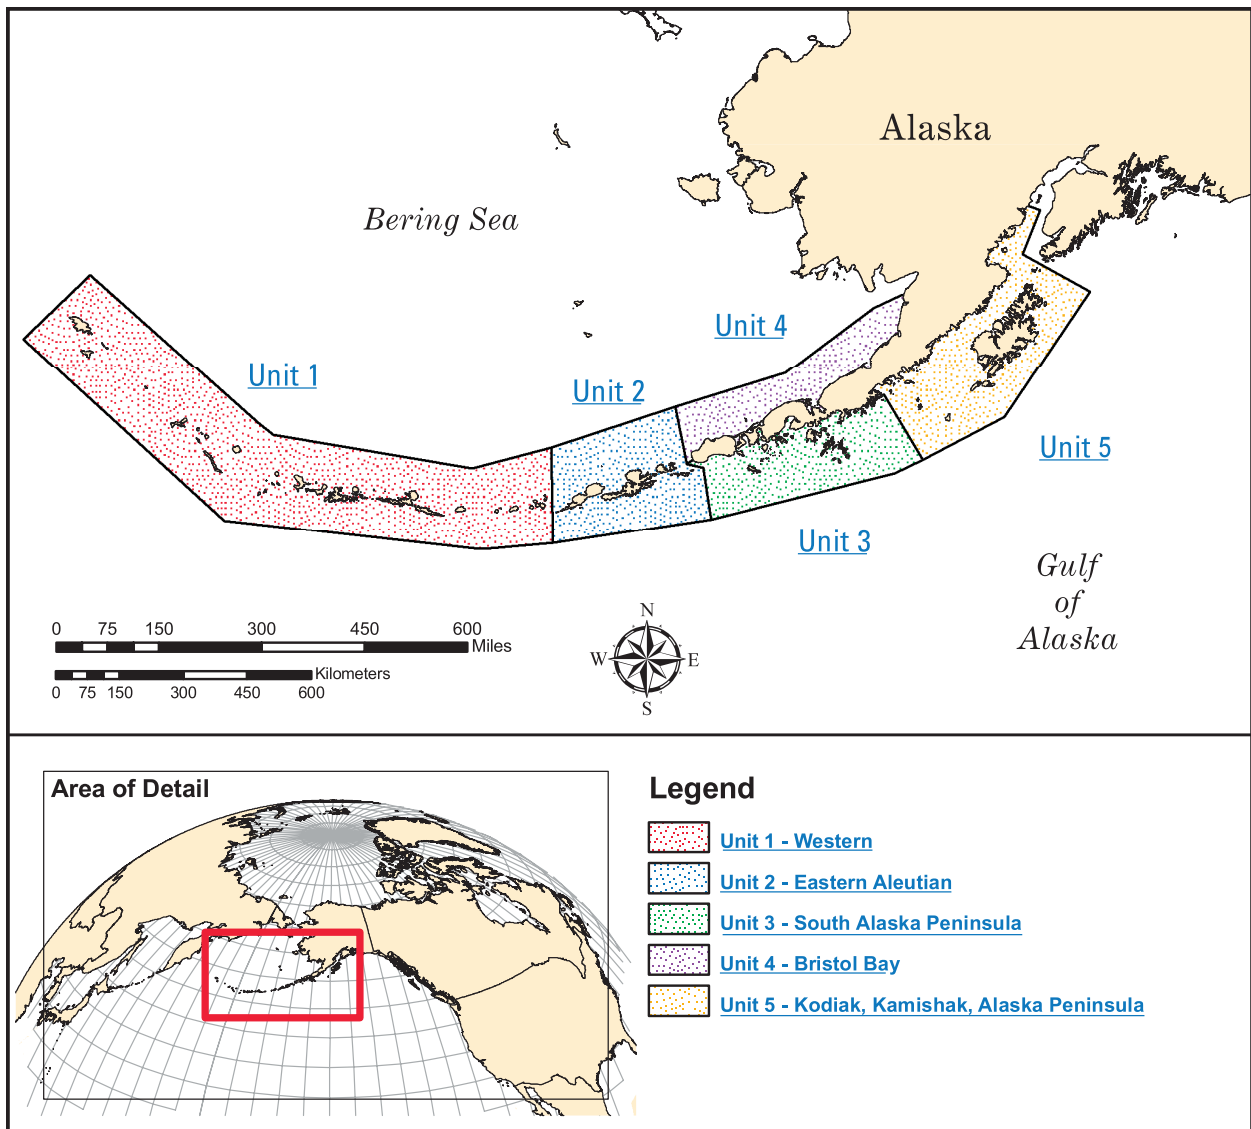 Alaska
Bering Sea
Unit 4
Unit 1
Unit 2
Unit 5
Unit 3
Gulf
of
Alaska
0 75 150 300 450 600
Miles
Kilometers
0 75 150 300 450 600
N
W E
S
Area of Detail
Legend
Unit 1 - Western
Unit 2 - Eastern Aleutian
Unit 3 - South Alaska Peninsula
Unit 4 - Bristol Bay
Unit 5 - Kodiak, Kamishak, Alaska Peninsula